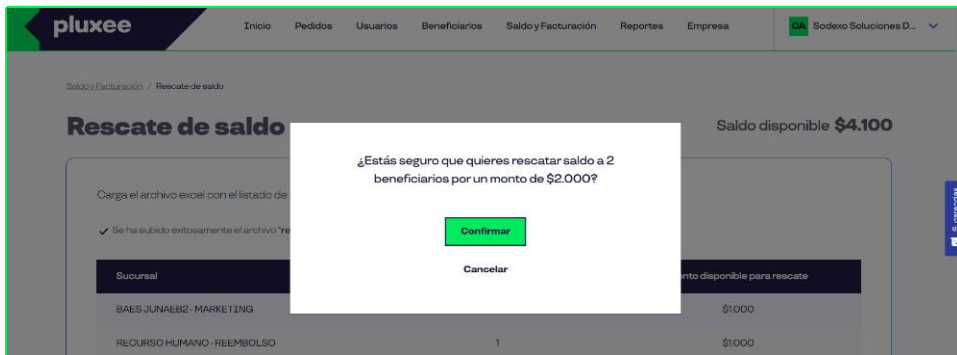 pluxee
Inicio Pedidos Usuarios Beneficiarios Saldo y Facturación Reportes Empresa CA Sodexo Soluciones D...
Saldo y Facturación / Rescate de saldo
Rescate de saldo
Saldo disponible $4.100
¿Estás seguro que quieres rescatar saldo a 2
beneficiarios por un monto de $2.000?
Carga el archivo excel con el listado de
Se ha subido exitosamente el archivo "re
Confirmar
Cancelar
Sucursal disponible para rescate
BAES JUNAEB2 - MARKETING $1.000
RECURSO HUMANO - REEMBOLSO 1 $1.000